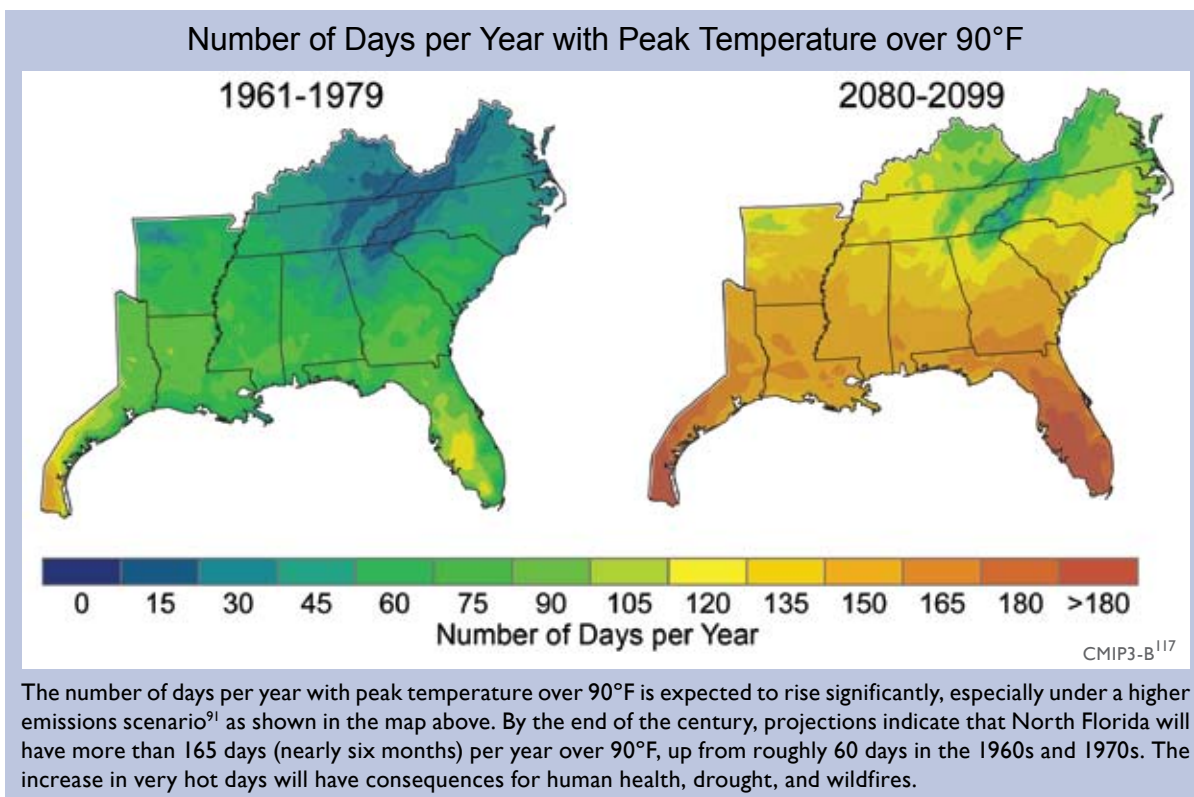 Number of Days per Year with Peak Temperature over 90°F
1961-1979
2080-2099
0 15 30 45 60 75 90 105 120 135 150 165 180 >180
Number of Days per Year
CMIP3-B117
The number of days per year with peak temperature over 90ºF is expected to rise significantly, especially under a higher
emissions scenario91 as shown in the map above. By the end of the century, projections indicate that North Florida will
have more than 165 days (nearly six months) per year over 90ºF, up from roughly 60 days in the 1960s and 1970s. The
increase in very hot days will have consequences for human health, drought, and wildfires.